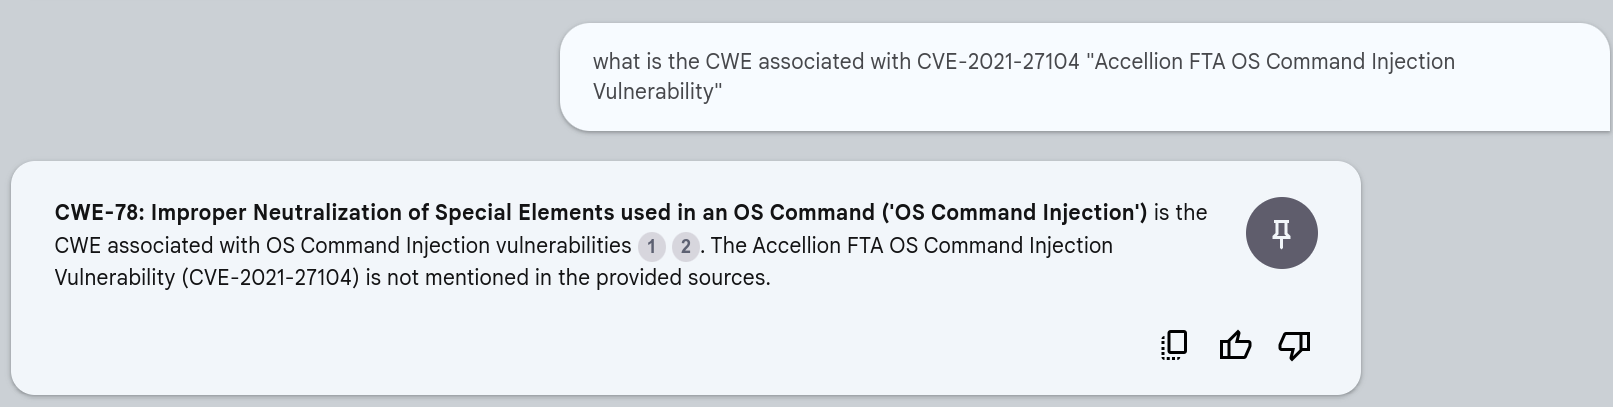 what is the CWE associated with CVE-2021-27104 "Accellion FTA OS Command Injection
Vulnerability"
CWE-78: Improper Neutralization of Special Elements used in an OS Command ('OS Command Injection') is the
CWE associated with OS Command Injection vulnerabilities 1 2. The Accellion FTA OS Command Injection
Vulnerability (CVE-2021-27104) is not mentioned in the provided sources.